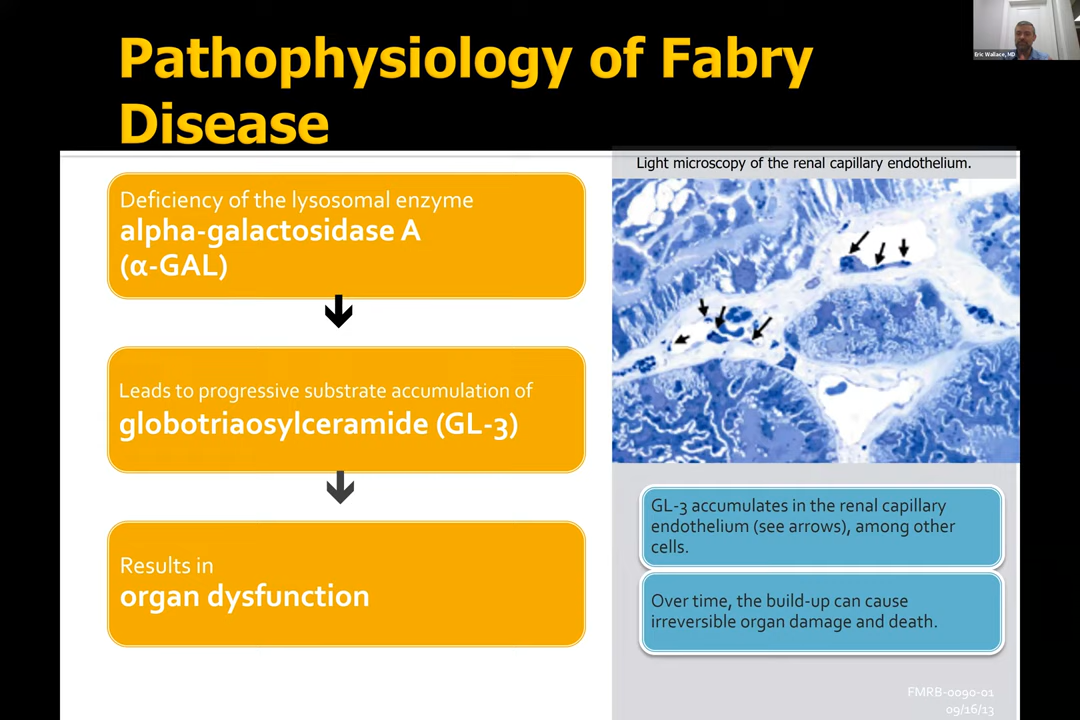 Pathophysiology of Fabry
Disease
Eric Wallace, MD
Deficiency of the lysosomal enzyme
alpha-galactosidase A
(α-GAL)
Leads to progressive substrate accumulation of
globotriaosylceramide (GL-3)
Results in
organ dysfunction
Light microscopy of the renal capillary endothelium.
GL-3 accumulates in the renal capillary
endothelium (see arrows), among other
cells.
Over time, the build-up can cause
irreversible organ damage and death.
FMRB-0090-01
09/16/13